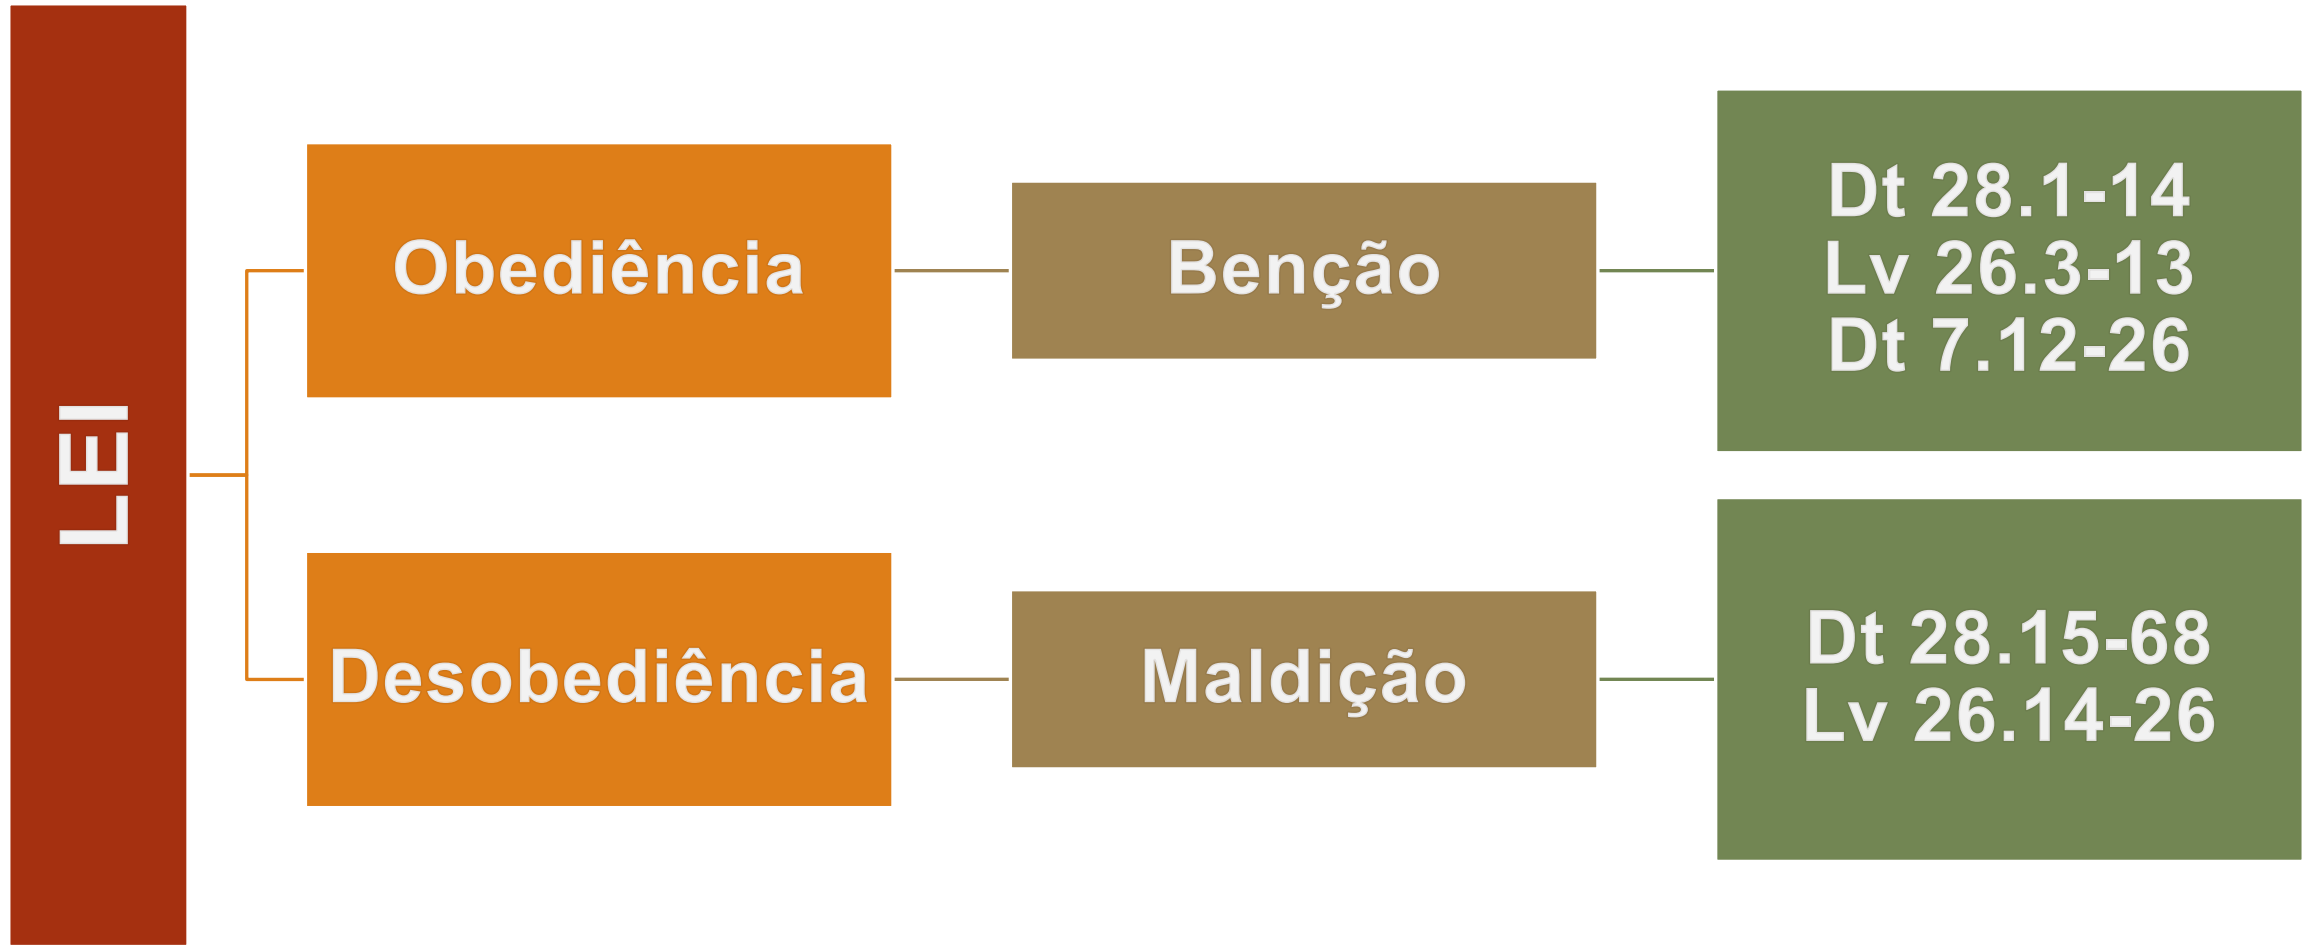 LEI
Obediência
Benção
Dt 28.1-14
Lv 26.3-13
Dt 7.12-26
Desobediência
Maldição
Dt 28.15-68
Lv 26.14-26